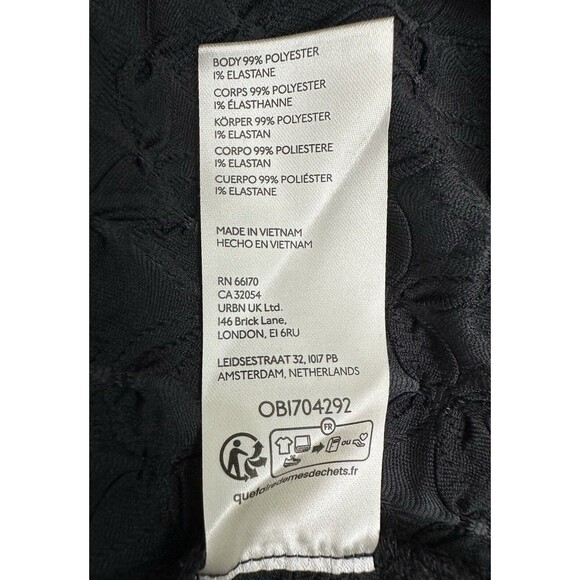 BODY 99% POLYESTER
1% ELASTANE
CORPS 99% POLYESTER
1% ÉLASTHANNE
KÖRPER 99% POLYESTER
1% ELASTAN
CORPO 99% POLIESTERE
1% ELASTAN
CUERPO 99% POLIÉSTER
1% ELASTANE
MADE IN VIETNAM
HECHO EN VIETNAM
RN 66170
CA 32054
URBN UK Ltd.
146 Brick Lane,
LONDON, E1 6RU
LEIDSESTRAAT 32, 1017 PB
AMSTERDAM, NETHERLANDS
OB1704292
FR
OU
quefairedemesdechets.fr